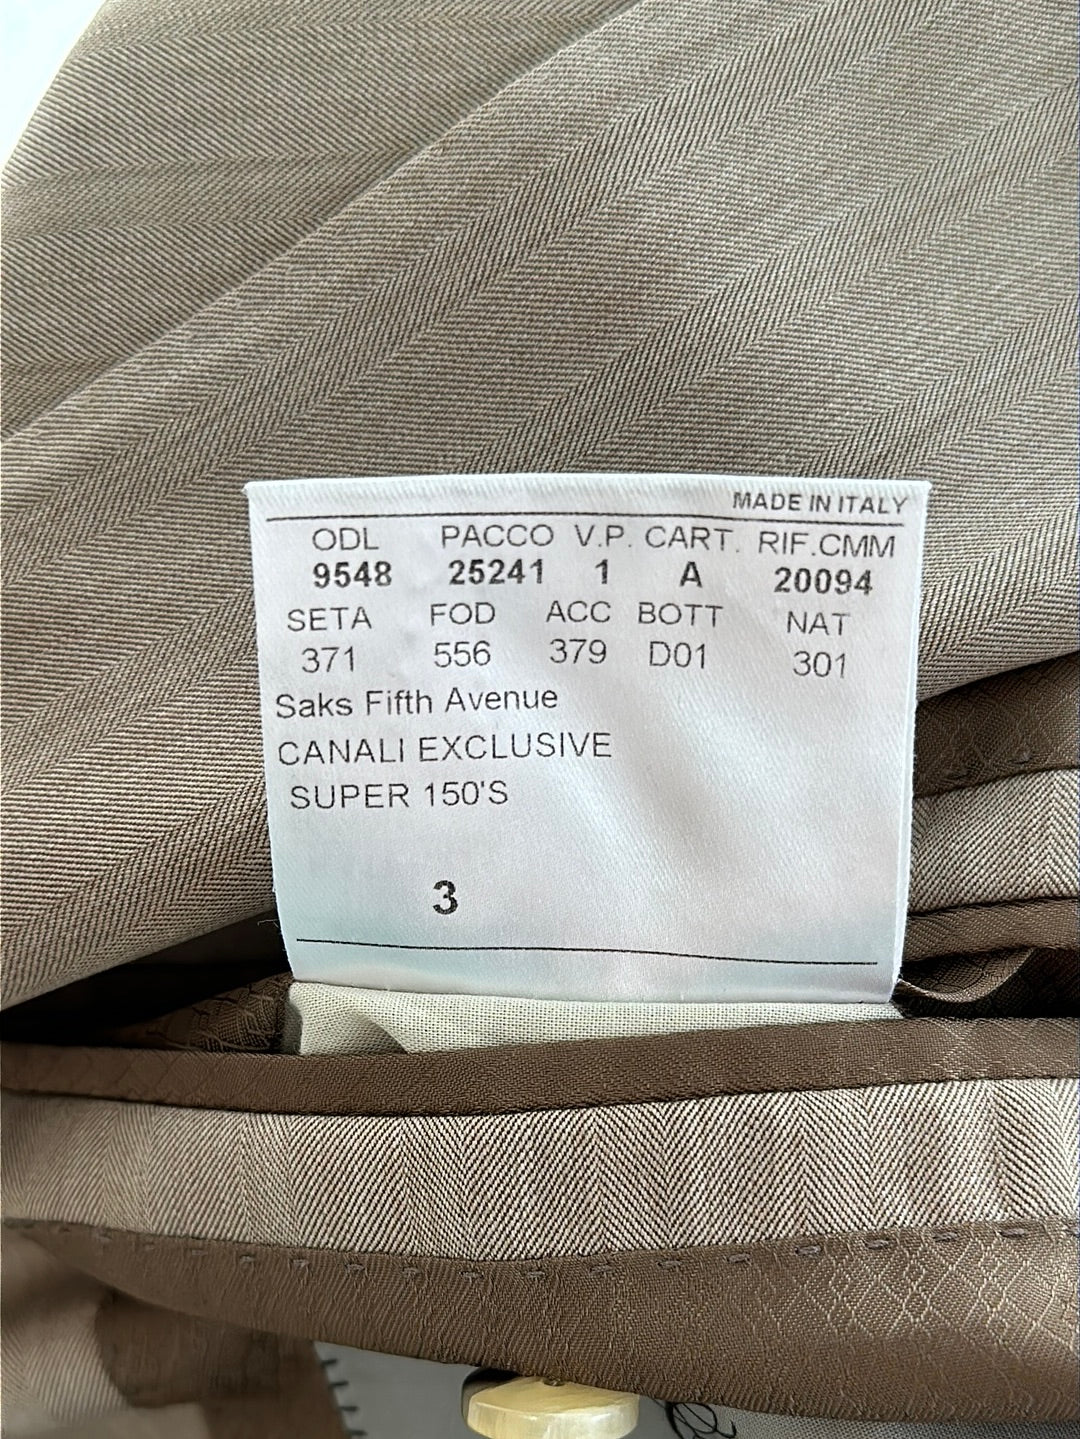 MADE IN ITALY
ODL PACCO V.P. CART. RIF.CMM
9548 25241 1 A 20094
SETA FOD ACC BOTT NAT
371 556 379 D01 301
Saks Fifth Avenue
CANALI EXCLUSIVE
SUPER 150'S
3